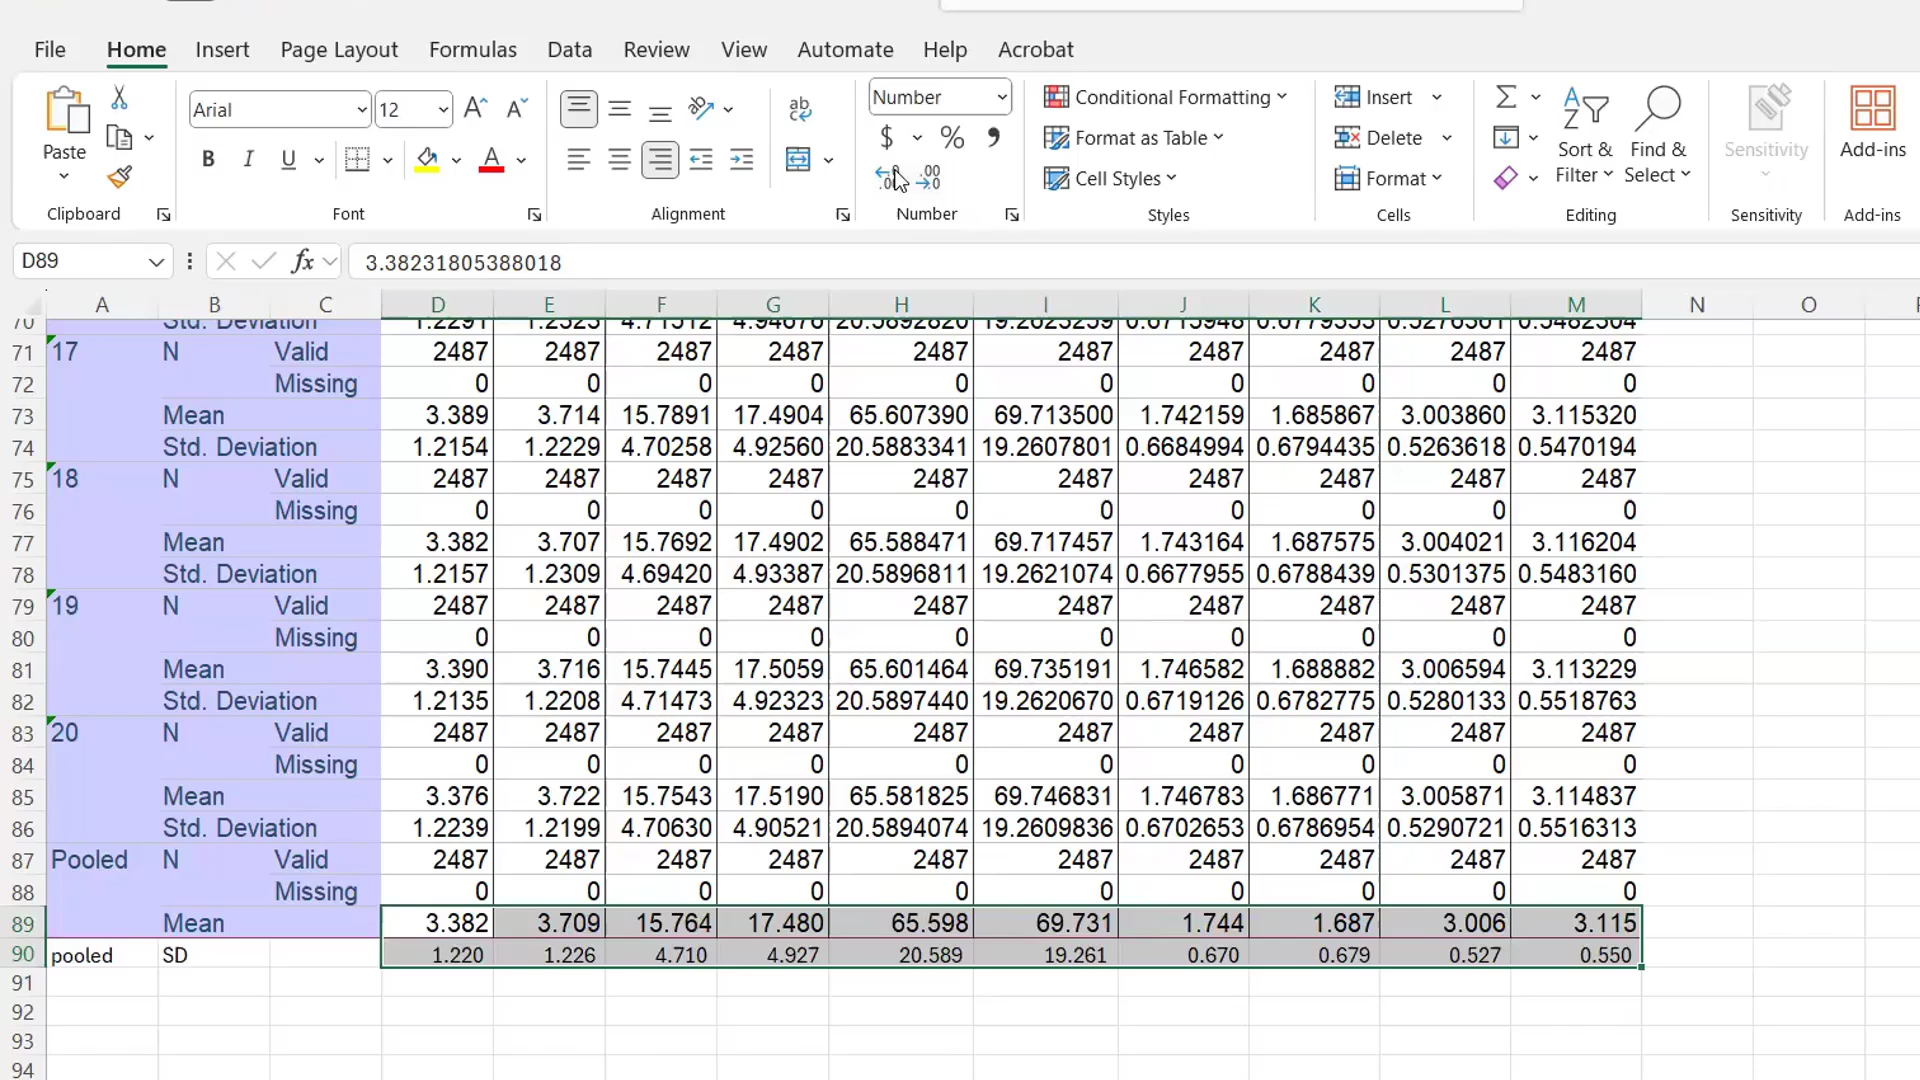 File Home Insert Page Layout Formulas Data Review View Automate Help Acrobat
Arial 12 A A ab Number Conditional Formatting Insert Σ A Z
$ % , Format as Table Delete
Paste B I U A .00 .00 →0 Cell Styles Format Sort & Filter Find & Select Sensitivity Add-ins
Clipboard Font Alignment Number Styles Cells Editing Sensitivity Add-ins
D89 fx 3.38231805388018
A B C D E F G H I J K L M N O
70 Std. Deviation 1.2291 1.2323 4.71512 4.94676 20.5892820 19.2623259 0.6715948 0.6779353 0.5276361 0.5482304
71 17 N Valid 2487 2487 2487 2487 2487 2487 2487 2487 2487 2487
72 Missing 0 0 0 0 0 0 0 0 0 0
73 Mean 3.389 3.714 15.7891 17.4904 65.607390 69.713500 1.742159 1.685867 3.003860 3.115320
74 Std. Deviation 1.2154 1.2229 4.70258 4.92560 20.5883341 19.2607801 0.6684994 0.6794435 0.5263618 0.5470194
75 18 N Valid 2487 2487 2487 2487 2487 2487 2487 2487 2487 2487
76 Missing 0 0 0 0 0 0 0 0 0 0
77 Mean 3.382 3.707 15.7692 17.4902 65.588471 69.717457 1.743164 1.687575 3.004021 3.116204
78 Std. Deviation 1.2157 1.2309 4.69420 4.93387 20.5896811 19.2621074 0.6677955 0.6788439 0.5301375 0.5483160
79 19 N Valid 2487 2487 2487 2487 2487 2487 2487 2487 2487 2487
80 Missing 0 0 0 0 0 0 0 0 0 0
81 Mean 3.390 3.716 15.7445 17.5059 65.601464 69.735191 1.746582 1.688882 3.006594 3.113229
82 Std. Deviation 1.2135 1.2208 4.71473 4.92323 20.5897440 19.2620670 0.6719126 0.6782775 0.5280133 0.5518763
83 20 N Valid 2487 2487 2487 2487 2487 2487 2487 2487 2487 2487
84 Missing 0 0 0 0 0 0 0 0 0 0
85 Mean 3.376 3.722 15.7543 17.5190 65.581825 69.746831 1.746783 1.686771 3.005871 3.114837
86 Std. Deviation 1.2239 1.2199 4.70630 4.90521 20.5894074 19.2609836 0.6702653 0.6786954 0.5290721 0.5516313
87 Pooled N Valid 2487 2487 2487 2487 2487 2487 2487 2487 2487 2487
88 Missing 0 0 0 0 0 0 0 0 0 0
89 Mean 3.382 3.709 15.764 17.480 65.598 69.731 1.744 1.687 3.006 3.115
90 pooled SD 1.220 1.226 4.710 4.927 20.589 19.261 0.670 0.679 0.527 0.550
91
92
93
94